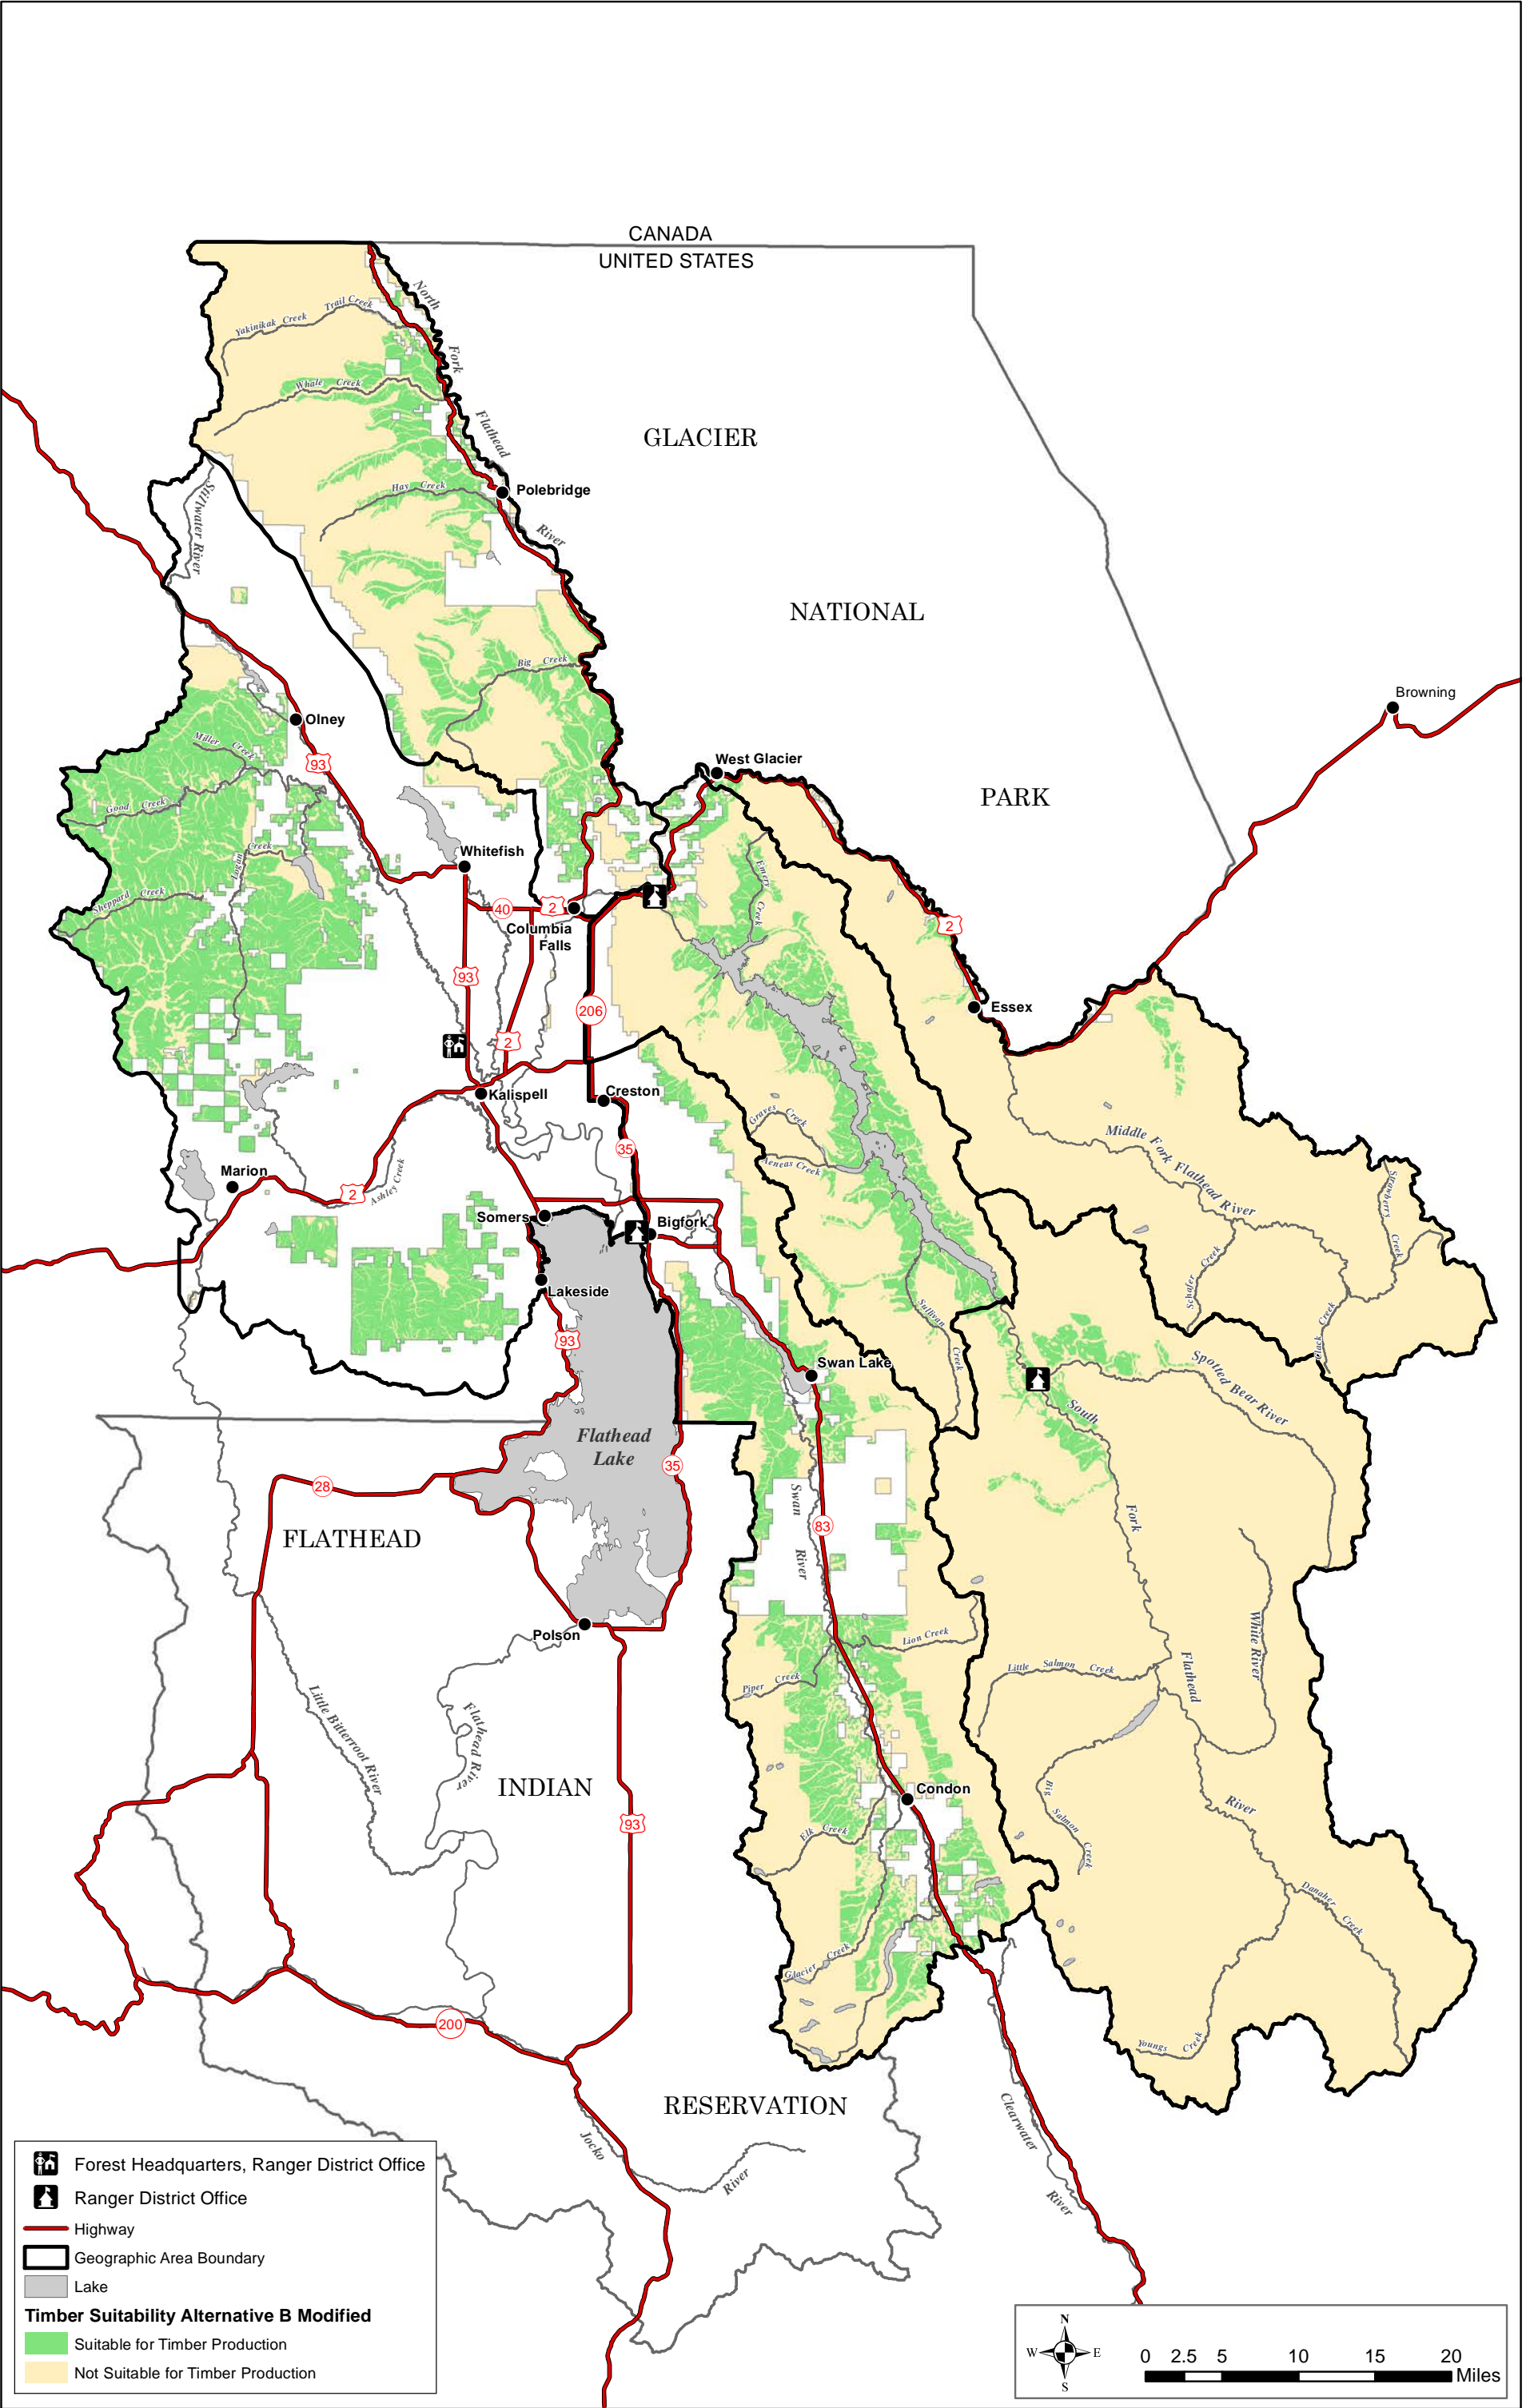 CANADA
UNITED STATES
North
Fork
Flathead
River
Trail Creek
Yakinikak Creek
Whale Creek
GLACIER
Hay Creek
Polebridge
Stillwater River
NATIONAL
Big Creek
Browning
Olney
Miller Creek
93
West Glacier
PARK
Good Creek
Whitefish
Logan Creek
Emery Creek
Sheppard Creek
40
2
Columbia
Falls
2
93
206
Essex
2
Kalispell
Creston
Graves Creek
35
Middle Fork Flathead River
Aeneas Creek
Marion
2
Ashley Creek
Strawberry Creek
Somers
Bigfork
Schafer Creek
Lakeside
Sullivan Creek
Clack Creek
93
Swan Lake
Spotted Bear River
South
Fork
Flathead
River
Flathead
Lake
35
28
Swan River
83
FLATHEAD
Polson
Lion Creek
White River
Little Salmon Creek
Piper Creek
Little Bitterroot River
Flathead River
INDIAN
Condon
Big Salmon Creek
93
Elk Creek
Danaher Creek
Glacier Creek
200
Youngs Creek
RESERVATION
Clearwater River
Jocko River
Forest Headquarters, Ranger District Office
Ranger District Office
Highway
Geographic Area Boundary
Lake
Timber Suitability Alternative B Modified
Suitable for Timber Production
Not Suitable for Timber Production
N
W E
S
0 2.5 5 10 15 20
Miles